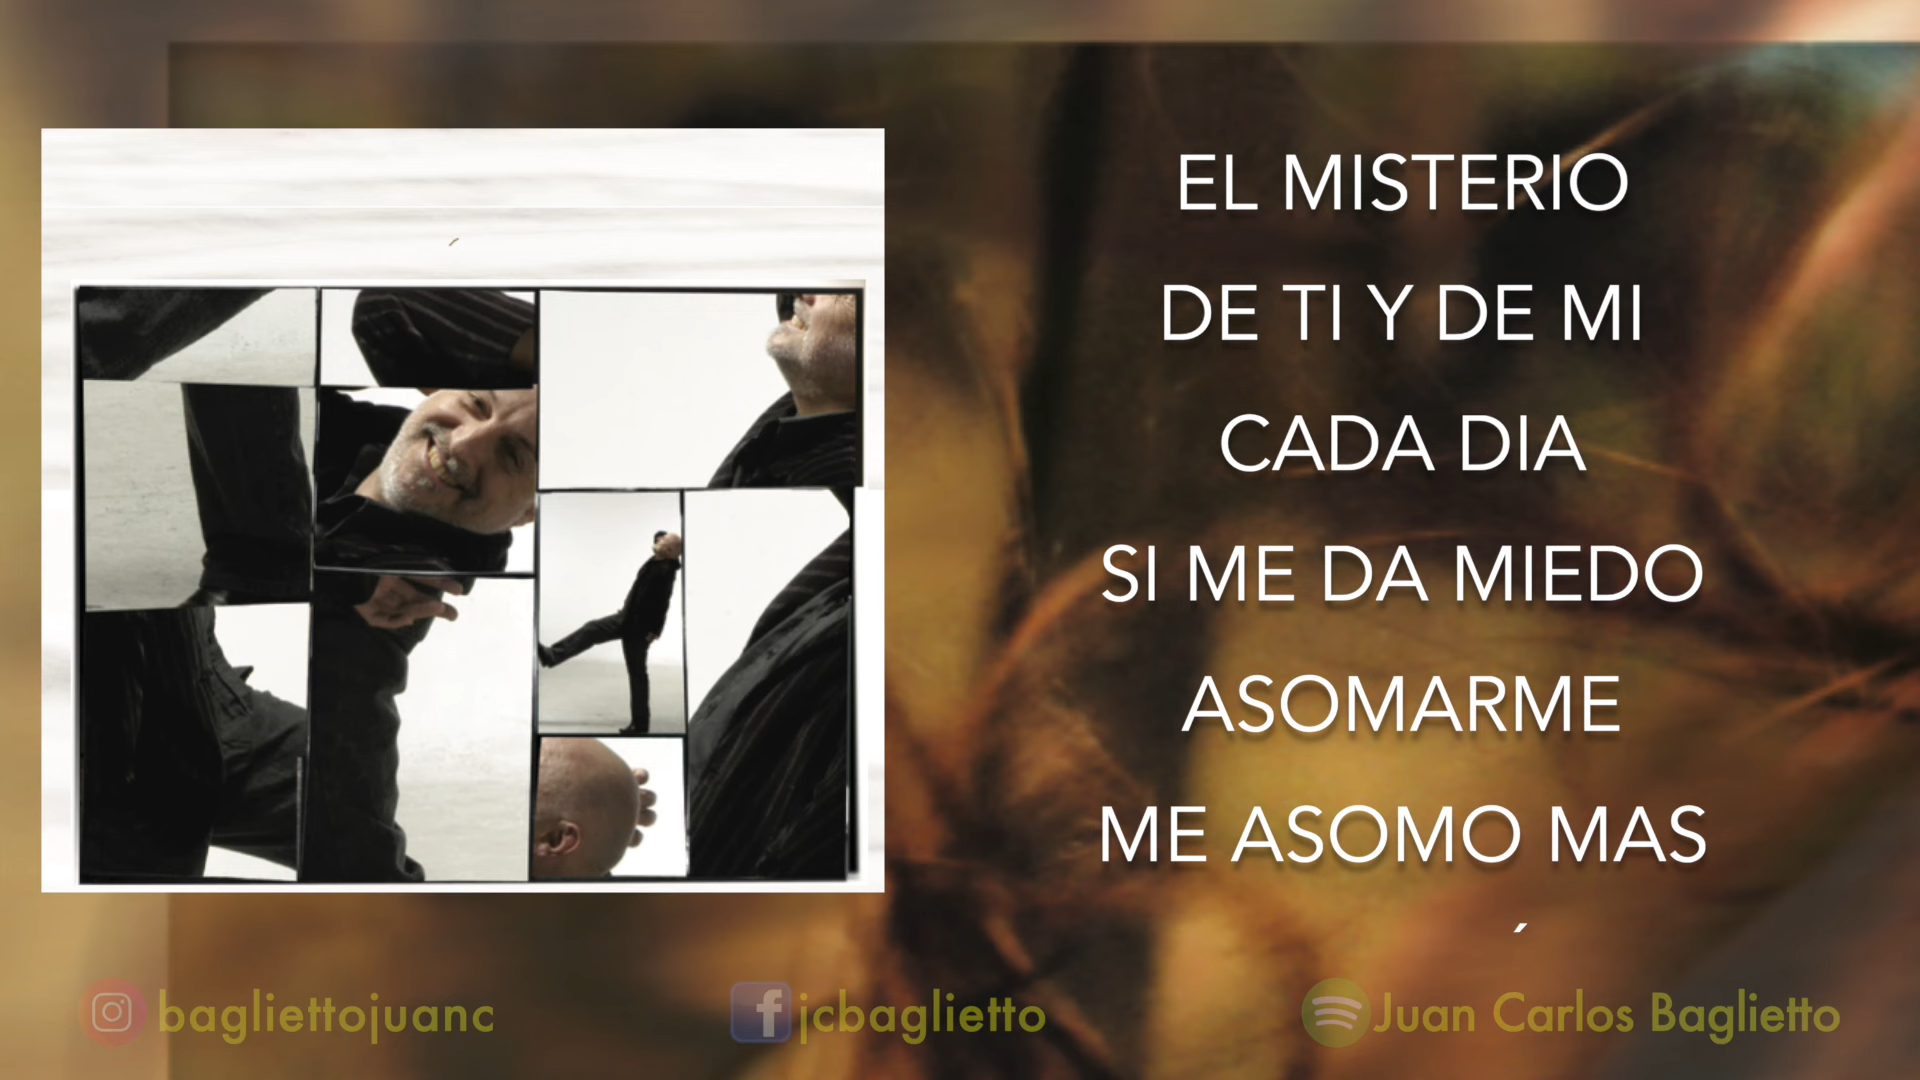 EL MISTERIO
DE TI Y DE MI
CADA DIA
SI ME DA MIEDO
ASOMARME
ME ASOMO MAS
bagliettojuanc
jcbaglietto
Juan Carlos Baglietto